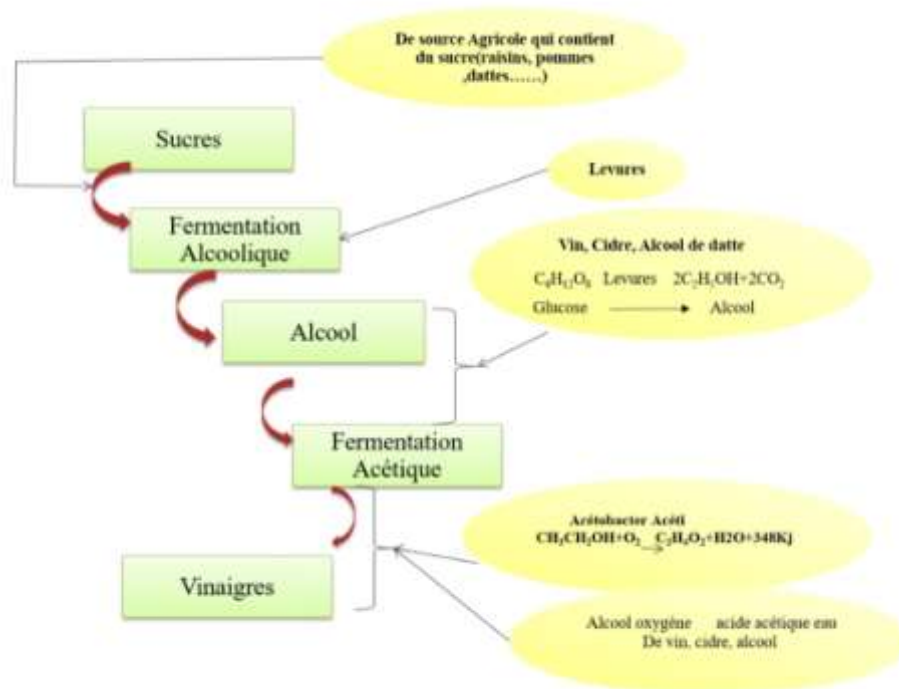 De source Agricole qui contient
du sucre(raisins, pommes
,dattes……)
Sucres
Levures
Fermentation
Alcoolique
Vin, Cidre, Alcool de datte
C₆H₁₂O₆ Levures 2C₂H₅OH+2CO₂
Glucose Alcool
Alcool
Fermentation
Acétique
Acétobacter Acéti
CH₃CH₂OH+O₂ C₂H₄O₂+H2O+348Kj
Vinaigres
Alcool oxygène acide acétique eau
De vin, cidre, alcool